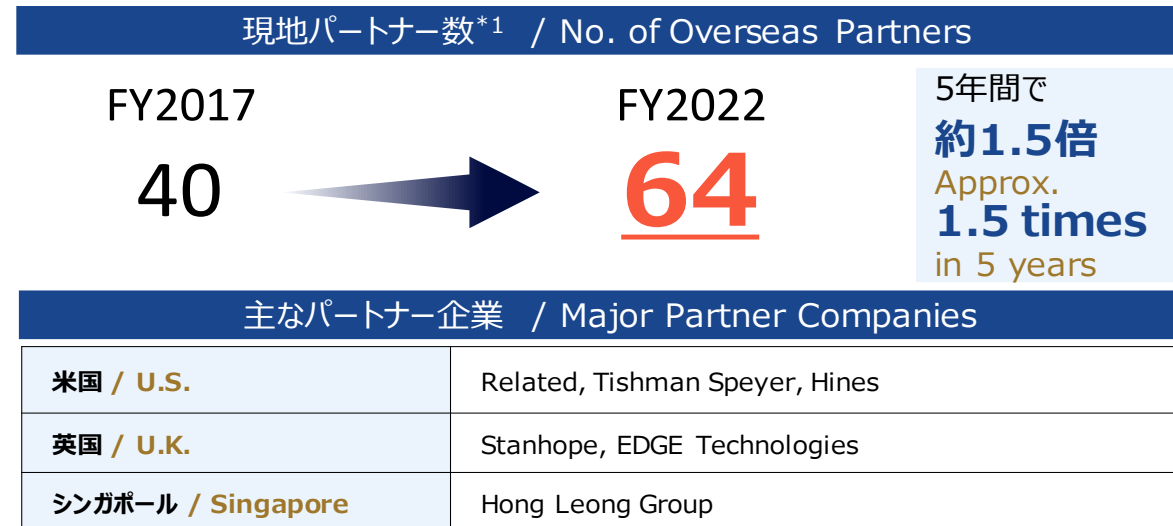 現地パートナー数*1 / No. of Overseas Partners
FY2017
40
FY2022
64
5年間で
約1.5倍
Approx.
1.5 times
in 5 years
主なパートナー企業 / Major Partner Companies
米国 / U.S. Related, Tishman Speyer, Hines
英国 / U.K. Stanhope, EDGE Technologies
シンガポール / Singapore Hong Leong Group